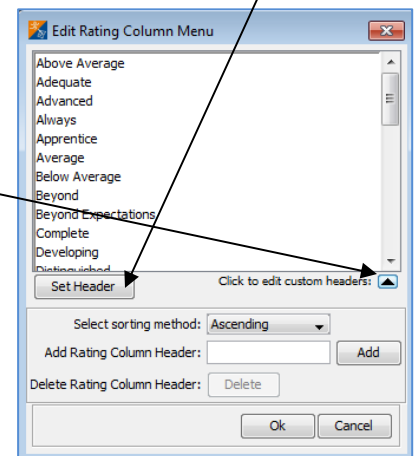 Edit Rating Column Menu
Above Average
Adequate
Advanced
Always
Apprentice
Average
Below Average
Beyond
Beyond Expectations
Complete
Developing
Distinguished
Set Header
Click to edit custom headers:
Select sorting method: Ascending
Add Rating Column Header: Add
Delete Rating Column Header: Delete
Ok Cancel